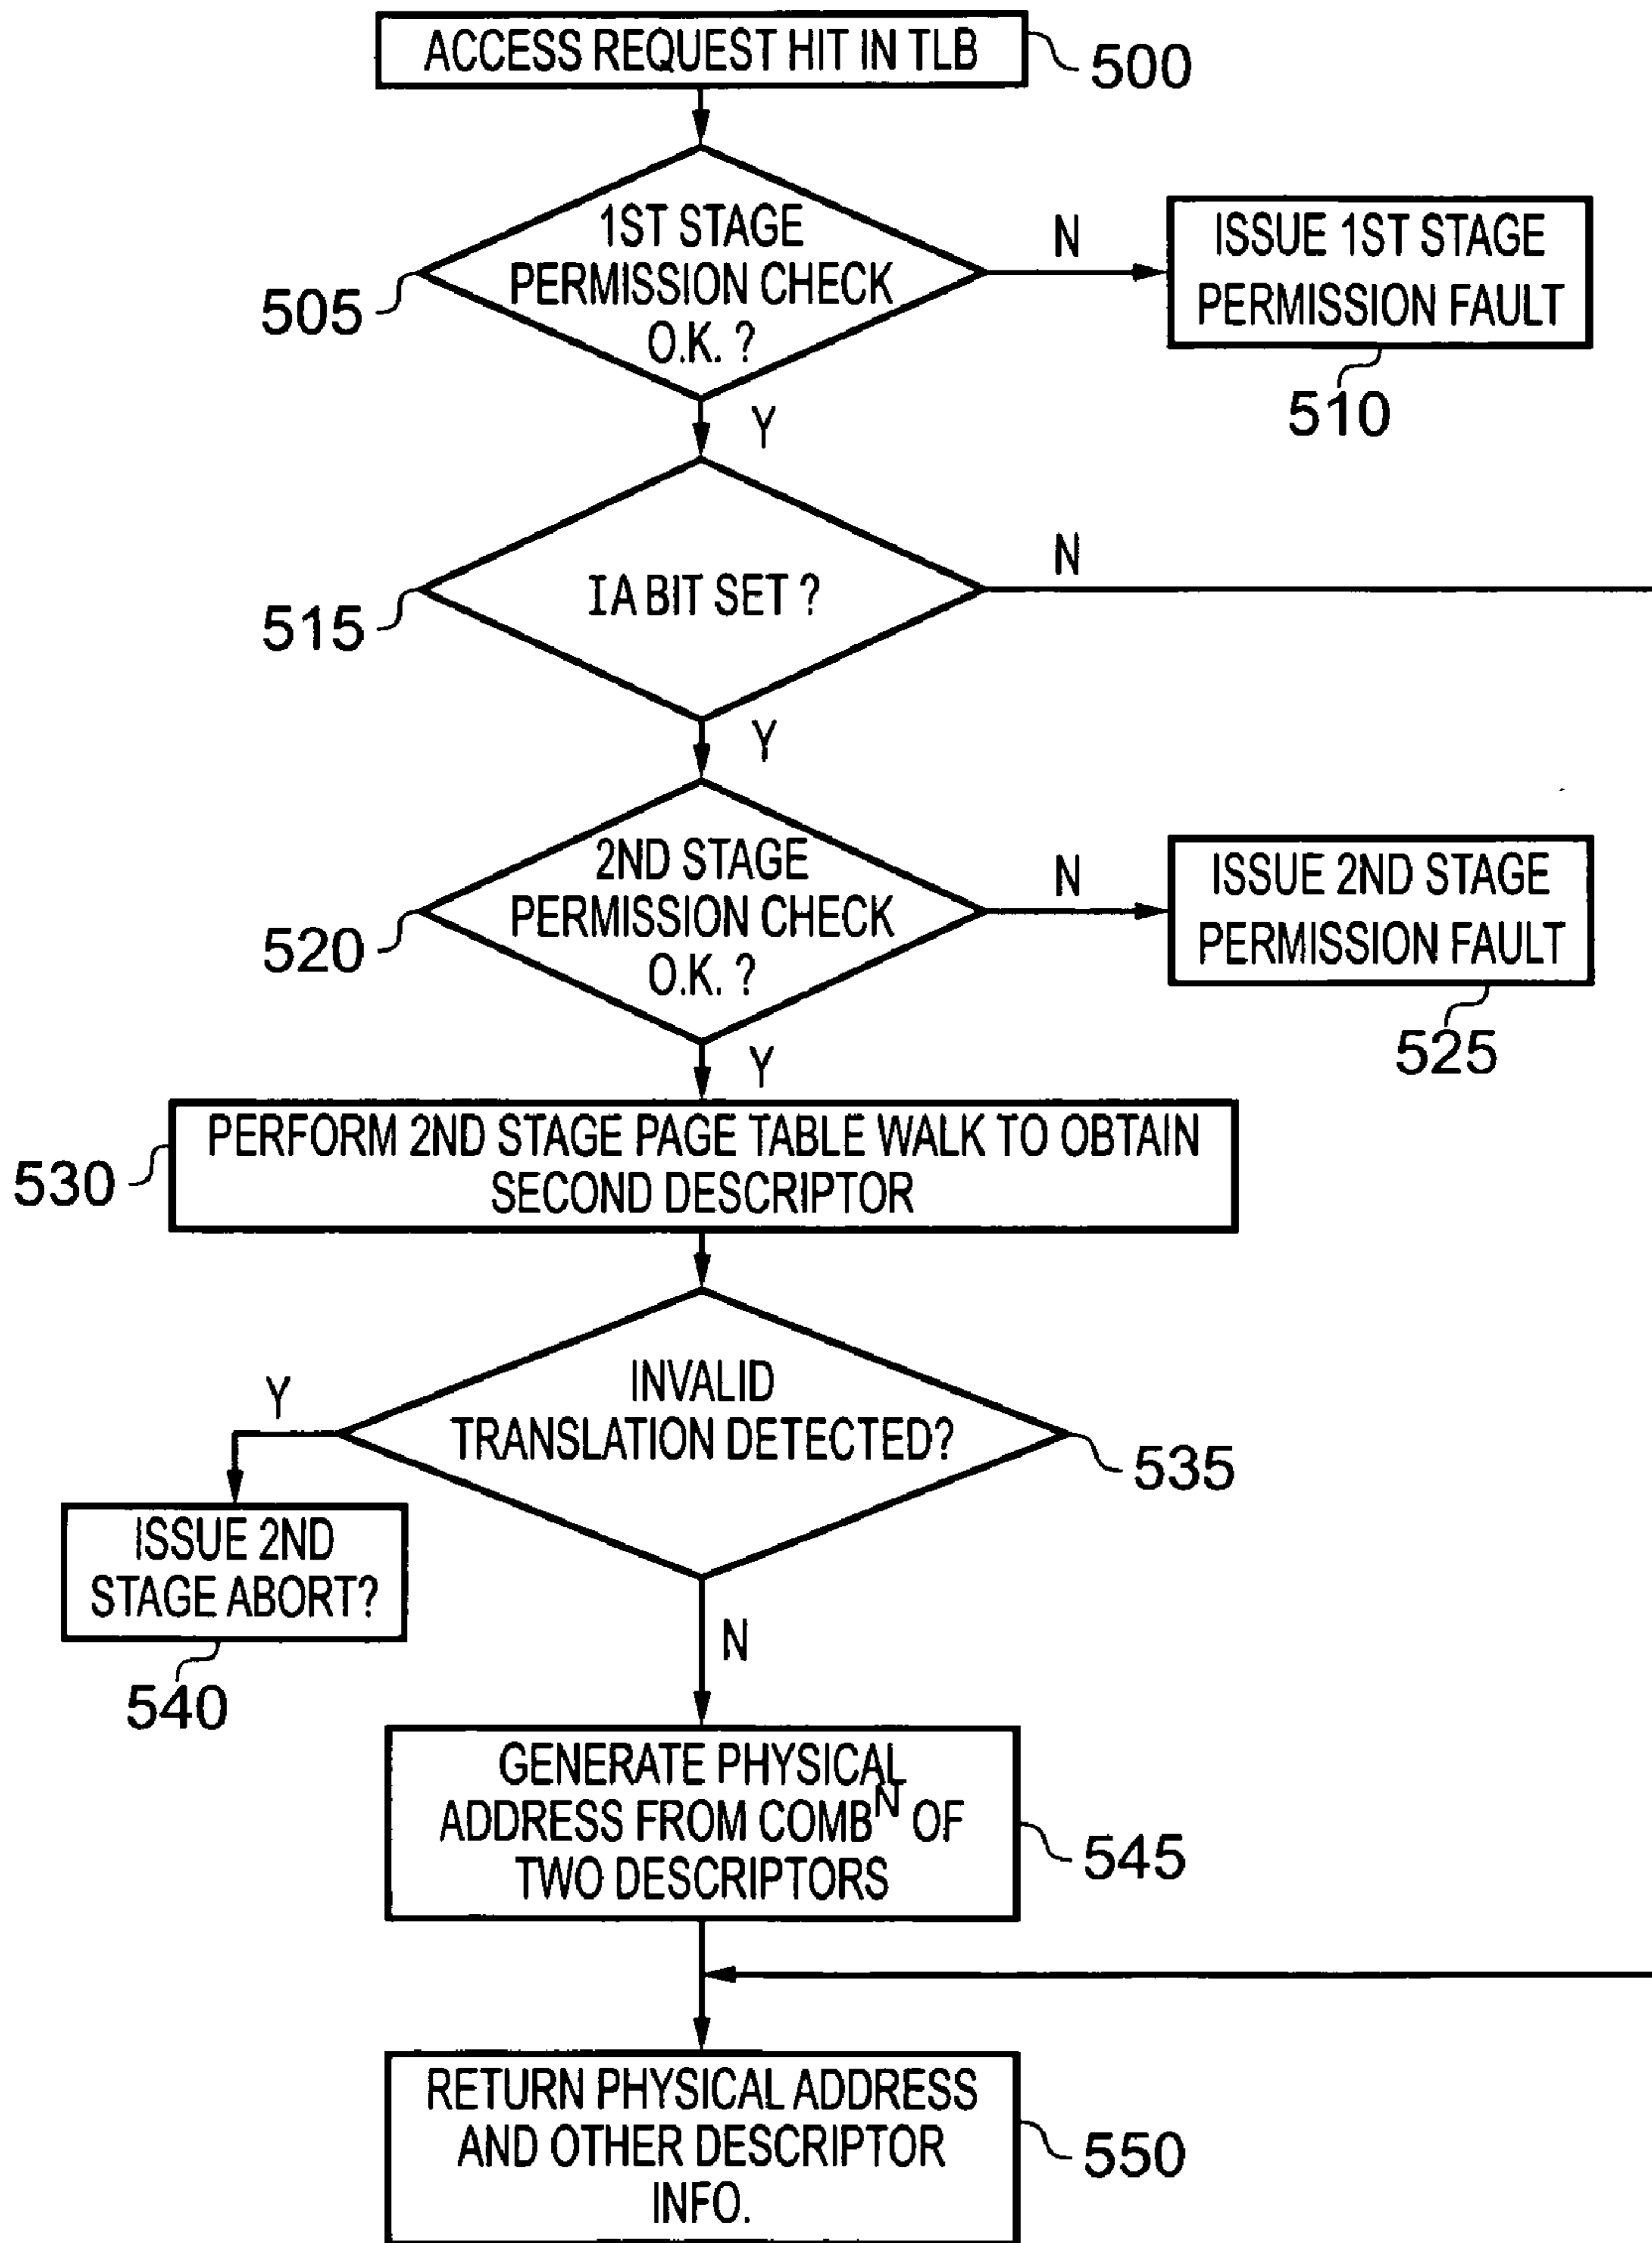 ACCESS REQUEST HIT IN TLB
500
1ST STAGE
PERMISSION CHECK
O.K. ?
505
N
ISSUE 1ST STAGE
PERMISSION FAULT
510
Y
IA BIT SET ?
515
N
Y
2ND STAGE
PERMISSION CHECK
O.K. ?
520
N
ISSUE 2ND STAGE
PERMISSION FAULT
525
Y
PERFORM 2ND STAGE PAGE TABLE WALK TO OBTAIN
SECOND DESCRIPTOR
530
INVALID
TRANSLATION DETECTED?
535
Y
ISSUE 2ND
STAGE ABORT?
540
N
GENERATE PHYSICAL
ADDRESS FROM COMBᴺ OF
TWO DESCRIPTORS
545
RETURN PHYSICAL ADDRESS
AND OTHER DESCRIPTOR
INFO.
550